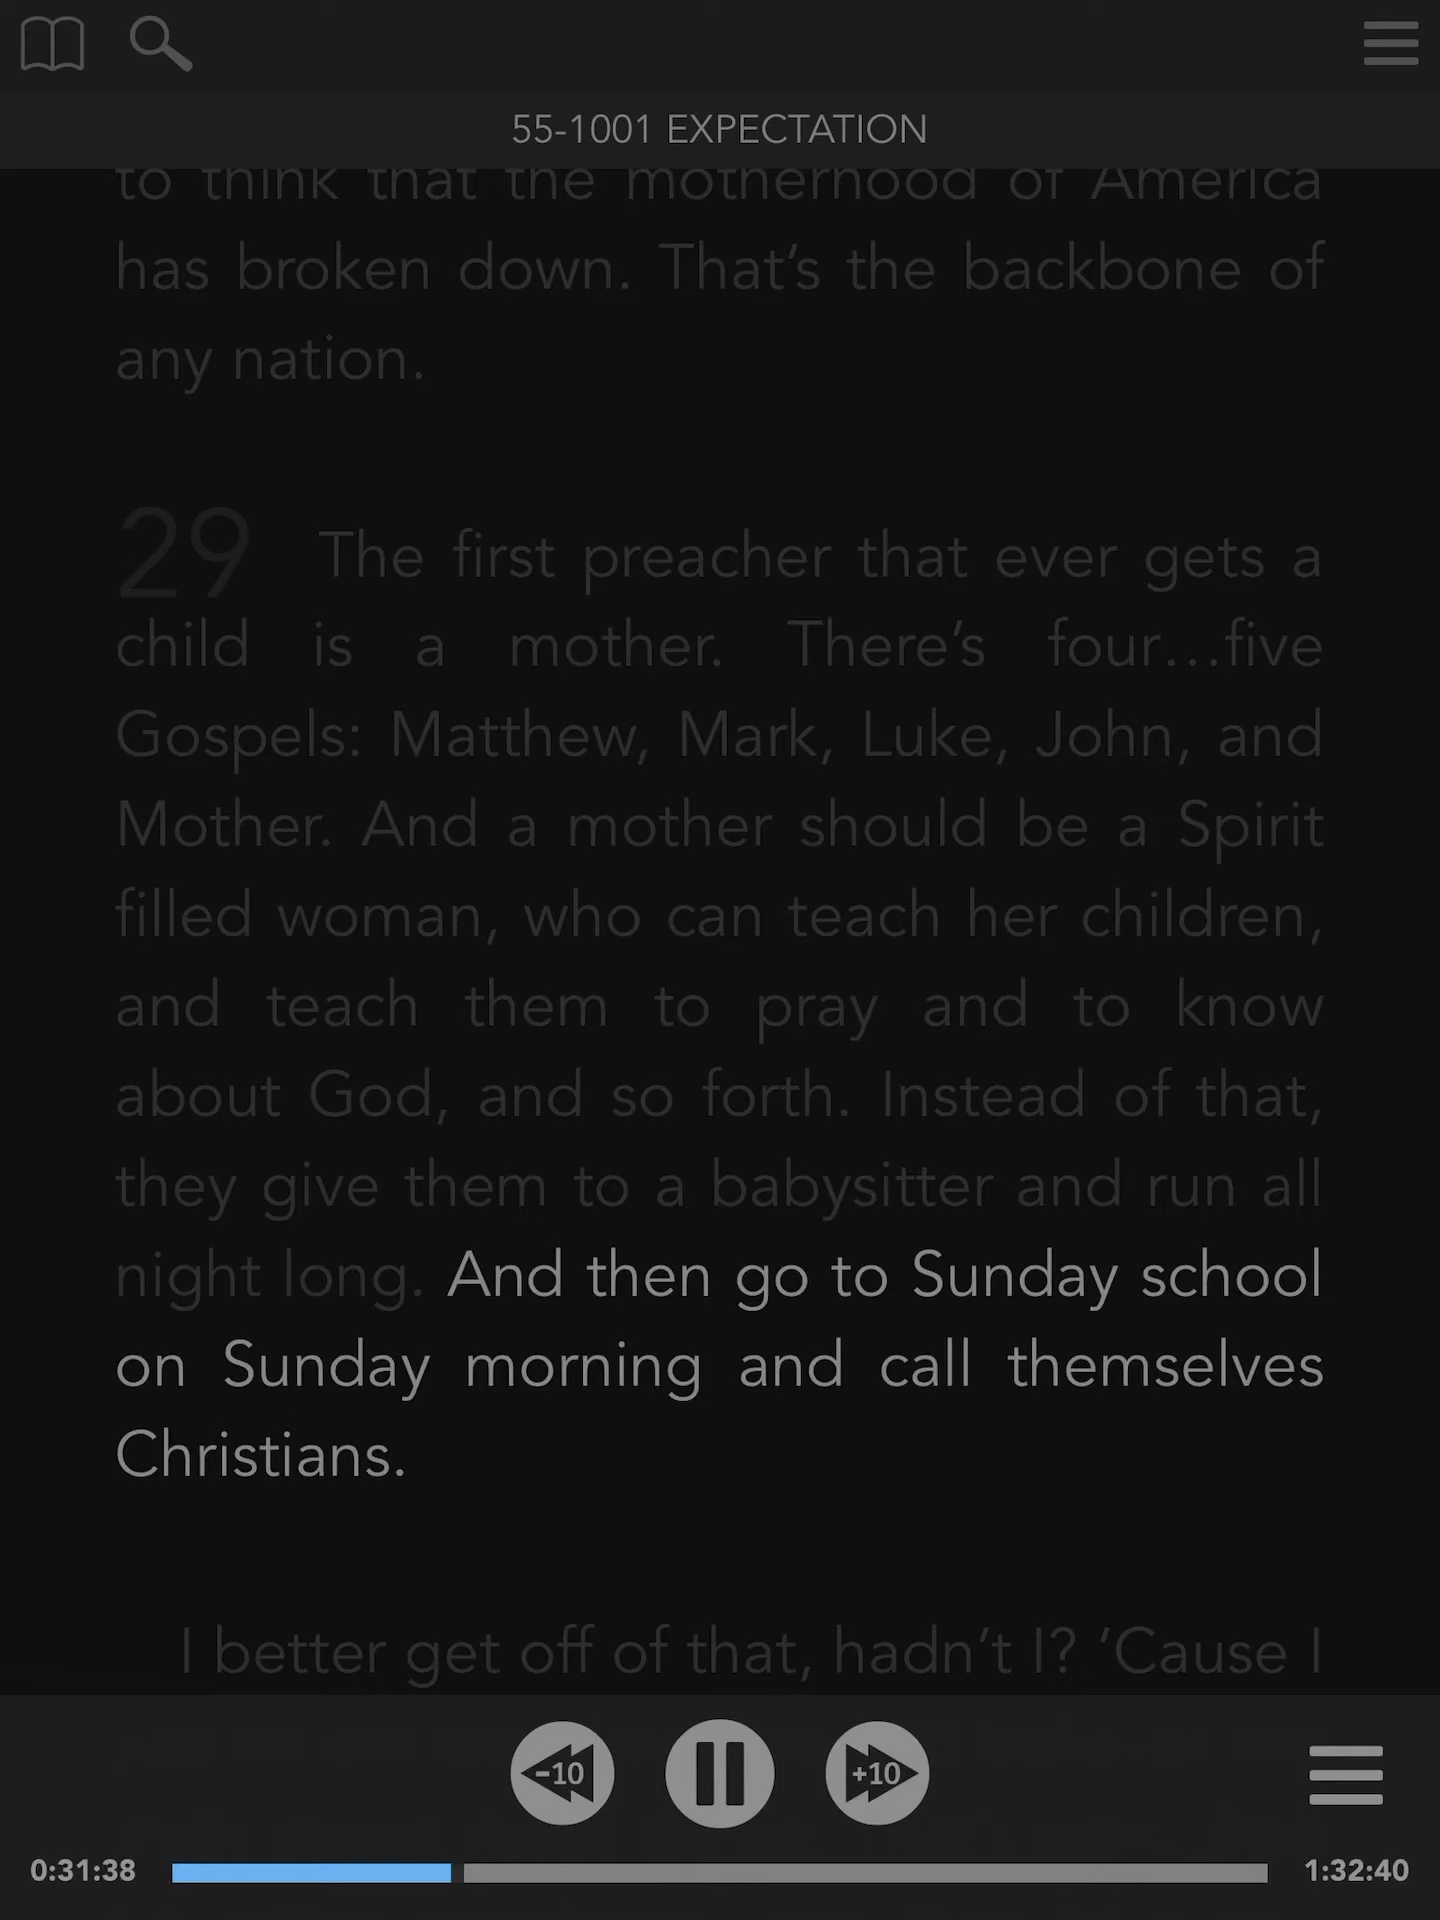 55-1001 EXPECTATION
to think that the motherhood of America
has broken down. That’s the backbone of
any nation.
29 The first preacher that ever gets a
child is a mother. There’s four…five
Gospels: Matthew, Mark, Luke, John, and
Mother. And a mother should be a Spirit
filled woman, who can teach her children,
and teach them to pray and to know
about God, and so forth. Instead of that,
they give them to a babysitter and run all
night long. And then go to Sunday school
on Sunday morning and call themselves
Christians.
I better get off of that, hadn’t I? ’Cause I
-10 +10
0:31:38 1:32:40